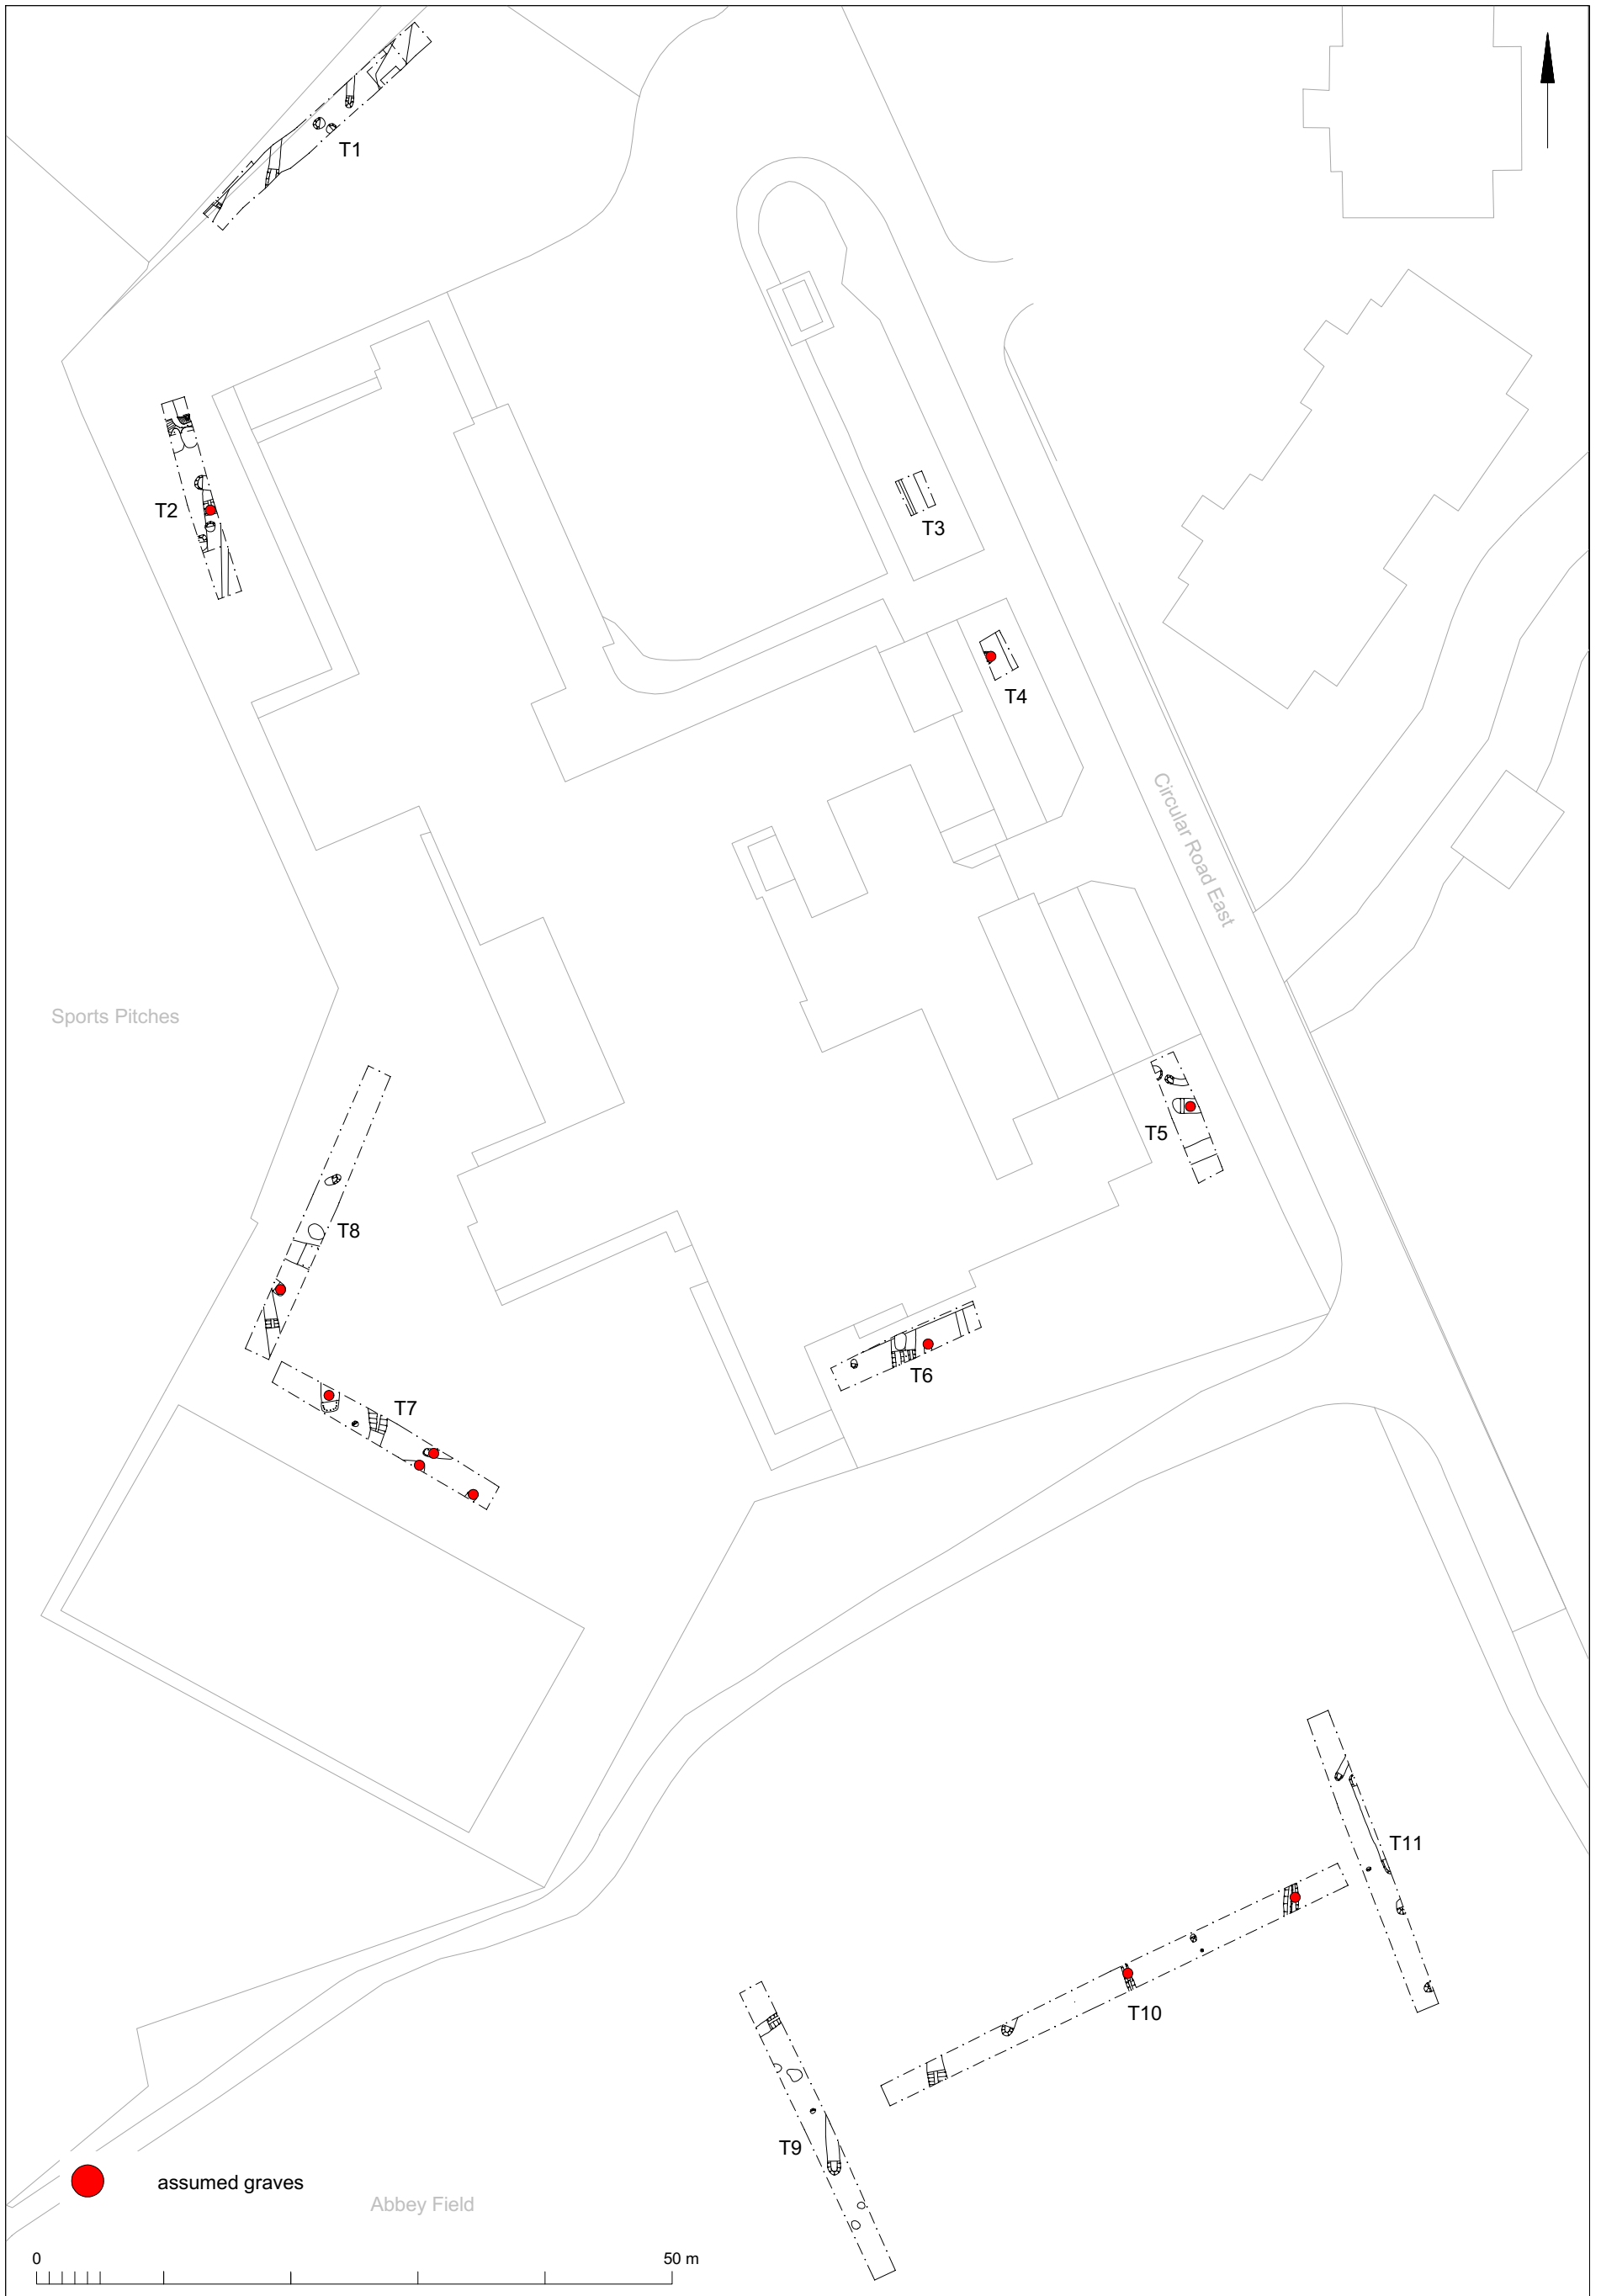 T1
T2
T3
T4
Circular Road East
Sports Pitches
T5
T8
T6
T7
T11
T10
T9
assumed graves
Abbey Field
0 50 m